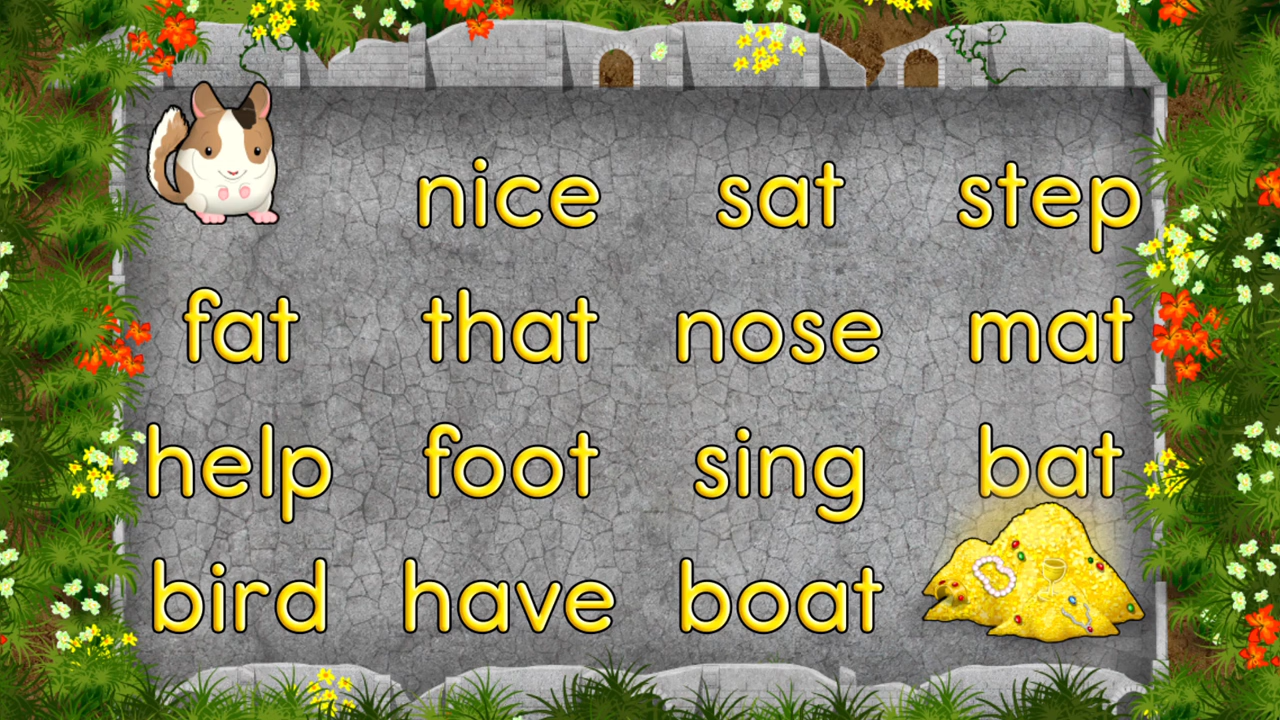 nice sat step
fat that nose mat
help foot sing bat
bird have boat